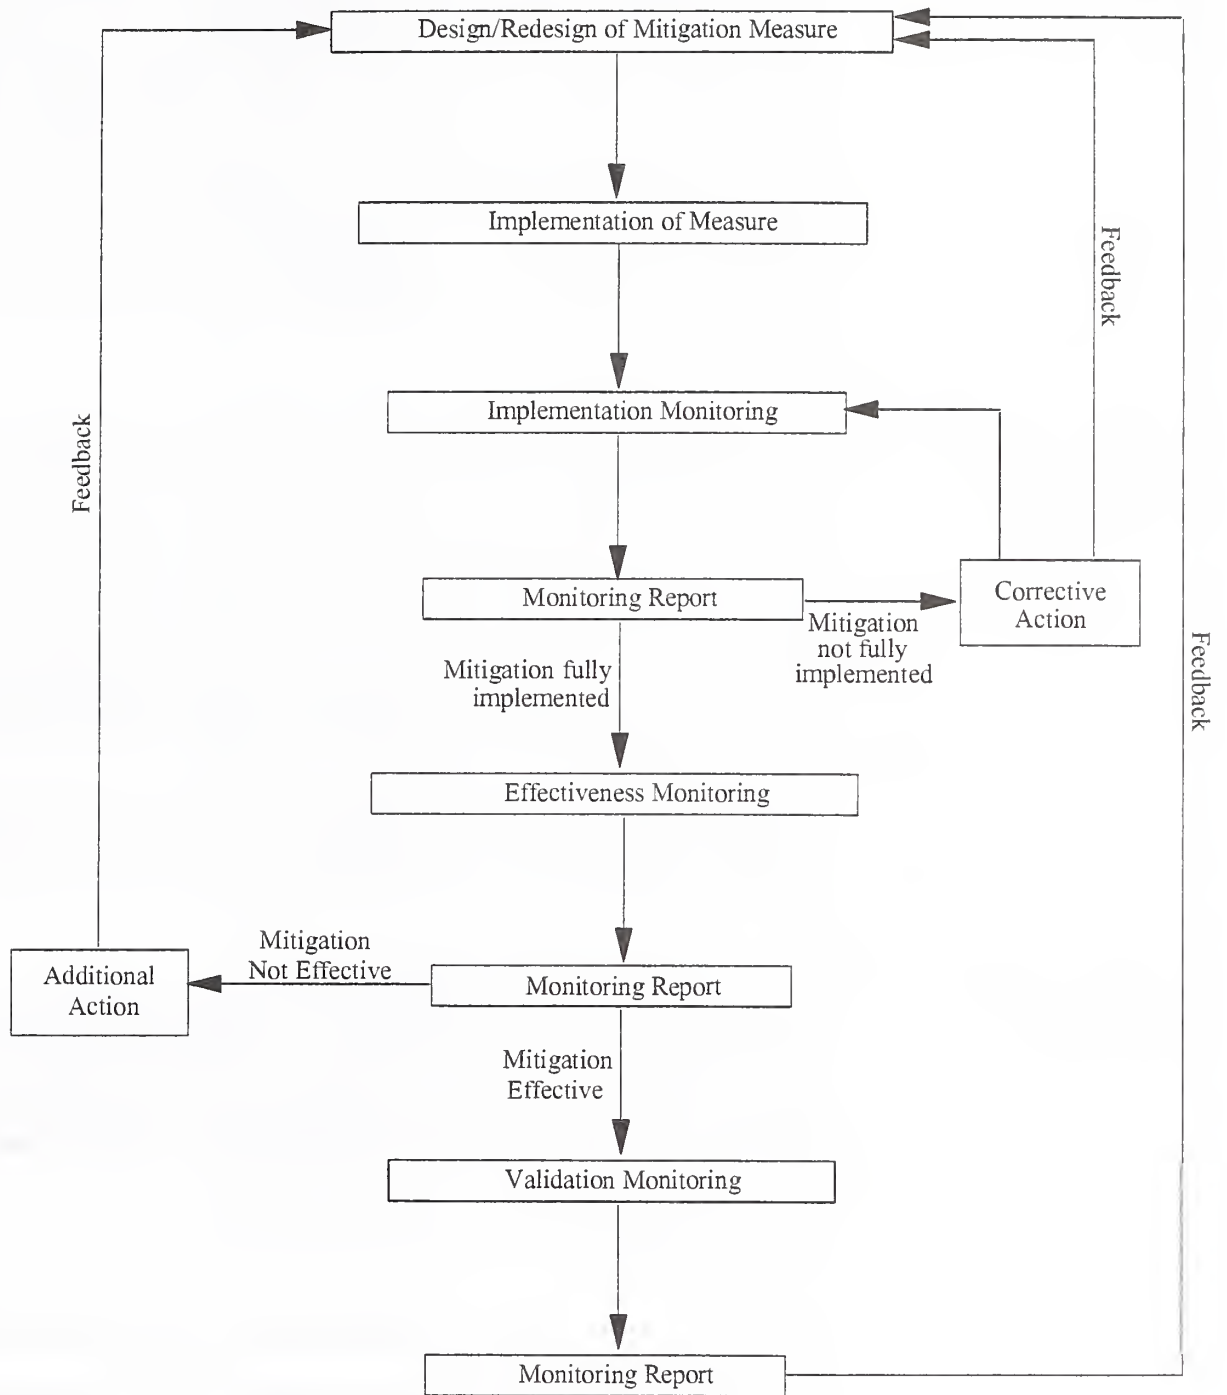 Design/Redesign of Mitigation Measure
Implementation of Measure
Feedback
Implementation Monitoring
Feedback
Monitoring Report
Corrective
Action
Mitigation
not fully
implemented
Mitigation fully
implemented
Feedback
Effectiveness Monitoring
Mitigation
Not Effective
Additional
Action
Monitoring Report
Mitigation
Effective
Validation Monitoring
Monitoring Report